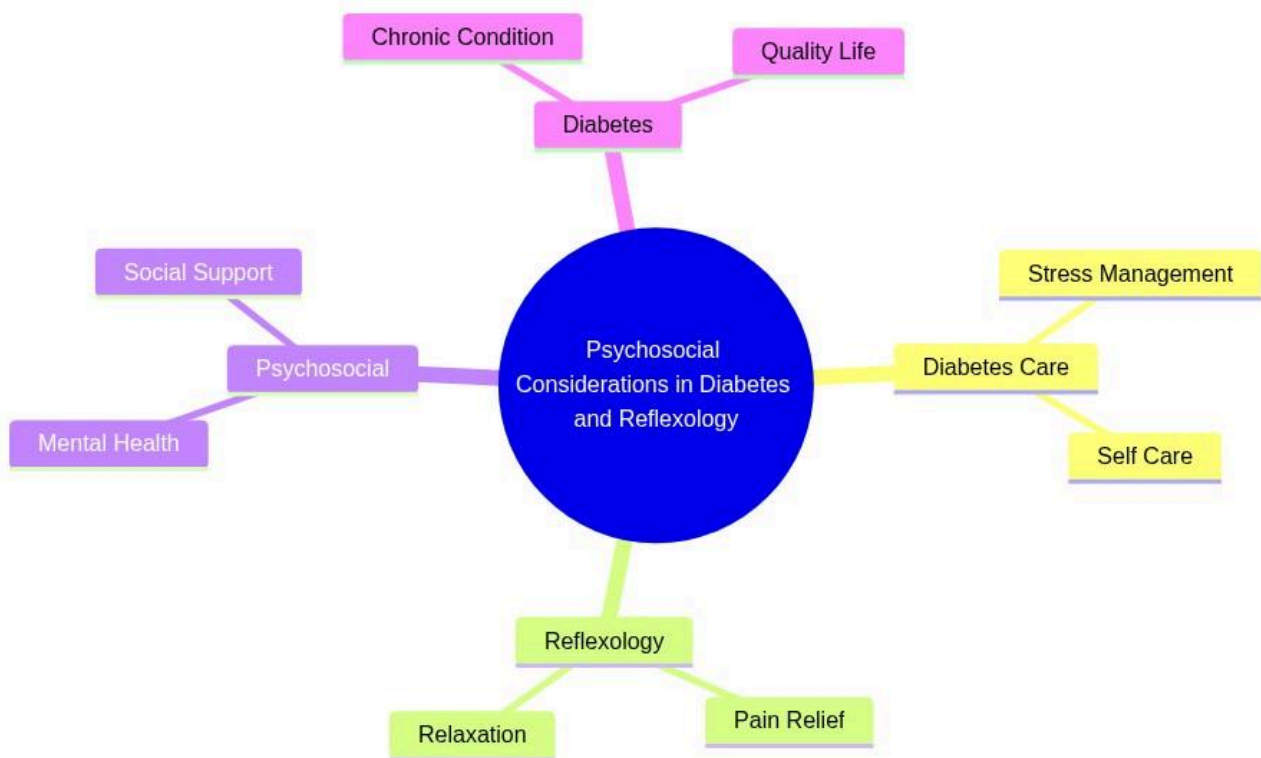 Chronic Condition
Quality Life
Diabetes
Social Support
Psychosocial
Mental Health
Psychosocial
Considerations in Diabetes
and Reflexology
Stress Management
Diabetes Care
Self Care
Reflexology
Relaxation
Pain Relief